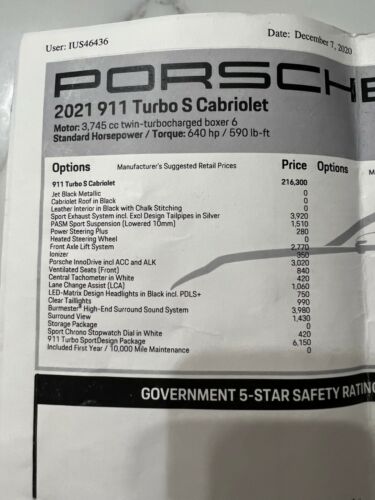 User: IUS46436 Date: December 7, 2020
PORSCHE
2021 911 Turbo S Cabriolet
Motor: 3,745 cc twin-turbocharged boxer 6
Standard Horsepower / Torque: 640 hp / 590 lb-ft
Options Manufacturer's Suggested Retail Prices Price Options
911 Turbo S Cabriolet 216,300
Jet Black Metallic 0
Cabriolet Roof in Black 0
Leather Interior in Black with Chalk Stitching 0
Sport Exhaust System incl. Excl Design Tailpipes in Silver 3,920
PASM Sport Suspension (Lowered 10mm) 1,510
Power Steering Plus 280
Heated Steering Wheel 0
Front Axle Lift System 2,770
Ionizer 350
Porsche InnoDrive incl ACC and ALK 3,020
Ventilated Seats (Front) 840
Central Tachometer in White 420
Lane Change Assist (LCA) 1,060
LED-Matrix Design Headlights in Black incl. PDLS+ 750
Clear Taillights 990
Burmester® High-End Surround Sound System 3,980
Surround View 1,430
Storage Package 0
Sport Chrono Stopwatch Dial in White 420
911 Turbo SportDesign Package 6,150
Included First Year / 10,000 Mile Maintenance 0
GOVERNMENT 5-STAR SAFETY RATIN